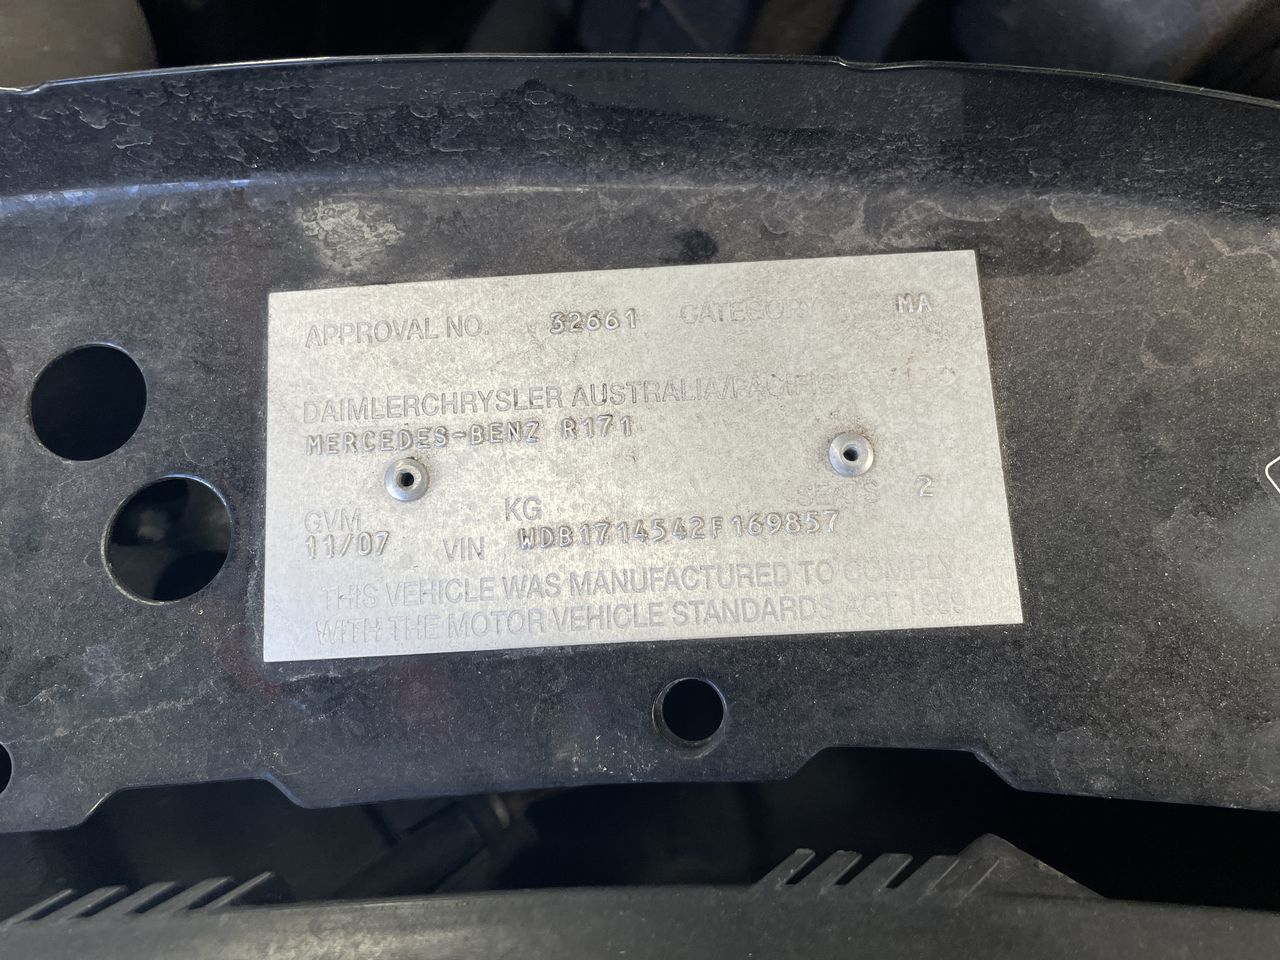 APPROVAL NO. 32661 CATEGORY MA
DAIMLERCHRYSLER AUSTRALIA/PACIFIC
MERCEDES-BENZ R171
GVM KG SEATS 2
11/07 VIN WDB1714542F169857
THIS VEHICLE WAS MANUFACTURED TO COMPLY
WITH THE MOTOR VEHICLE STANDARDS ACT 1989